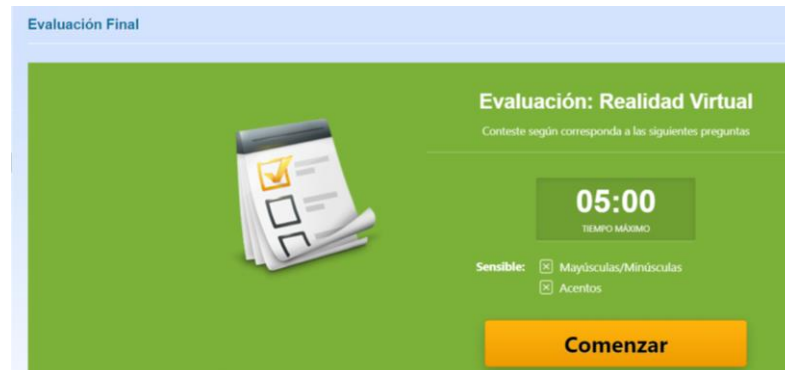 Evaluación Final
Evaluación: Realidad Virtual
Conteste según corresponda a las siguientes preguntas
05:00
TIEMPO MÁXIMO
Sensible: Mayúsculas/Minúsculas
Acentos
Comenzar